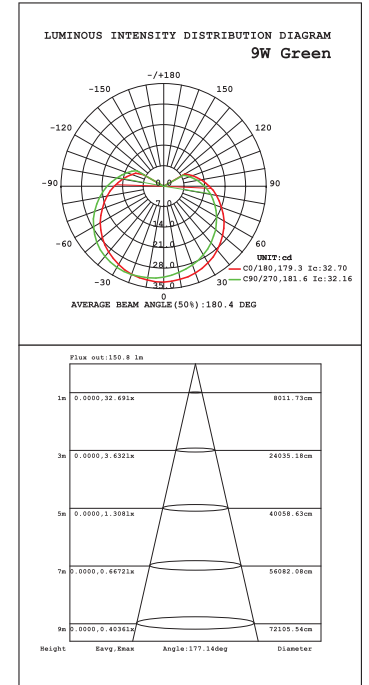 LUMINOUS INTENSITY DISTRIBUTION DIAGRAM
9W Green
-/+180
-150
150
-120
120
-90
0.0
90
7.0
14.0
-60
60
21.0
UNIT:cd
C0/180,179.3 Ic:32.70
28.0
C90/270,181.6 Ic:32.16
-30
35.0
30
0
AVERAGE BEAM ANGLE(50%):180.4 DEG
Flux out:150.8 lm
1m 0.0000,32.69lx 8011.73cm
3m 0.0000,3.632lx 24035.18cm
5m 0.0000,1.308lx 40058.63cm
7m 0.0000,0.6672lx 56082.08cm
9m 0.0000,0.4036lx 72105.54cm
Height Eavg,Emax Angle:177.14deg Diameter